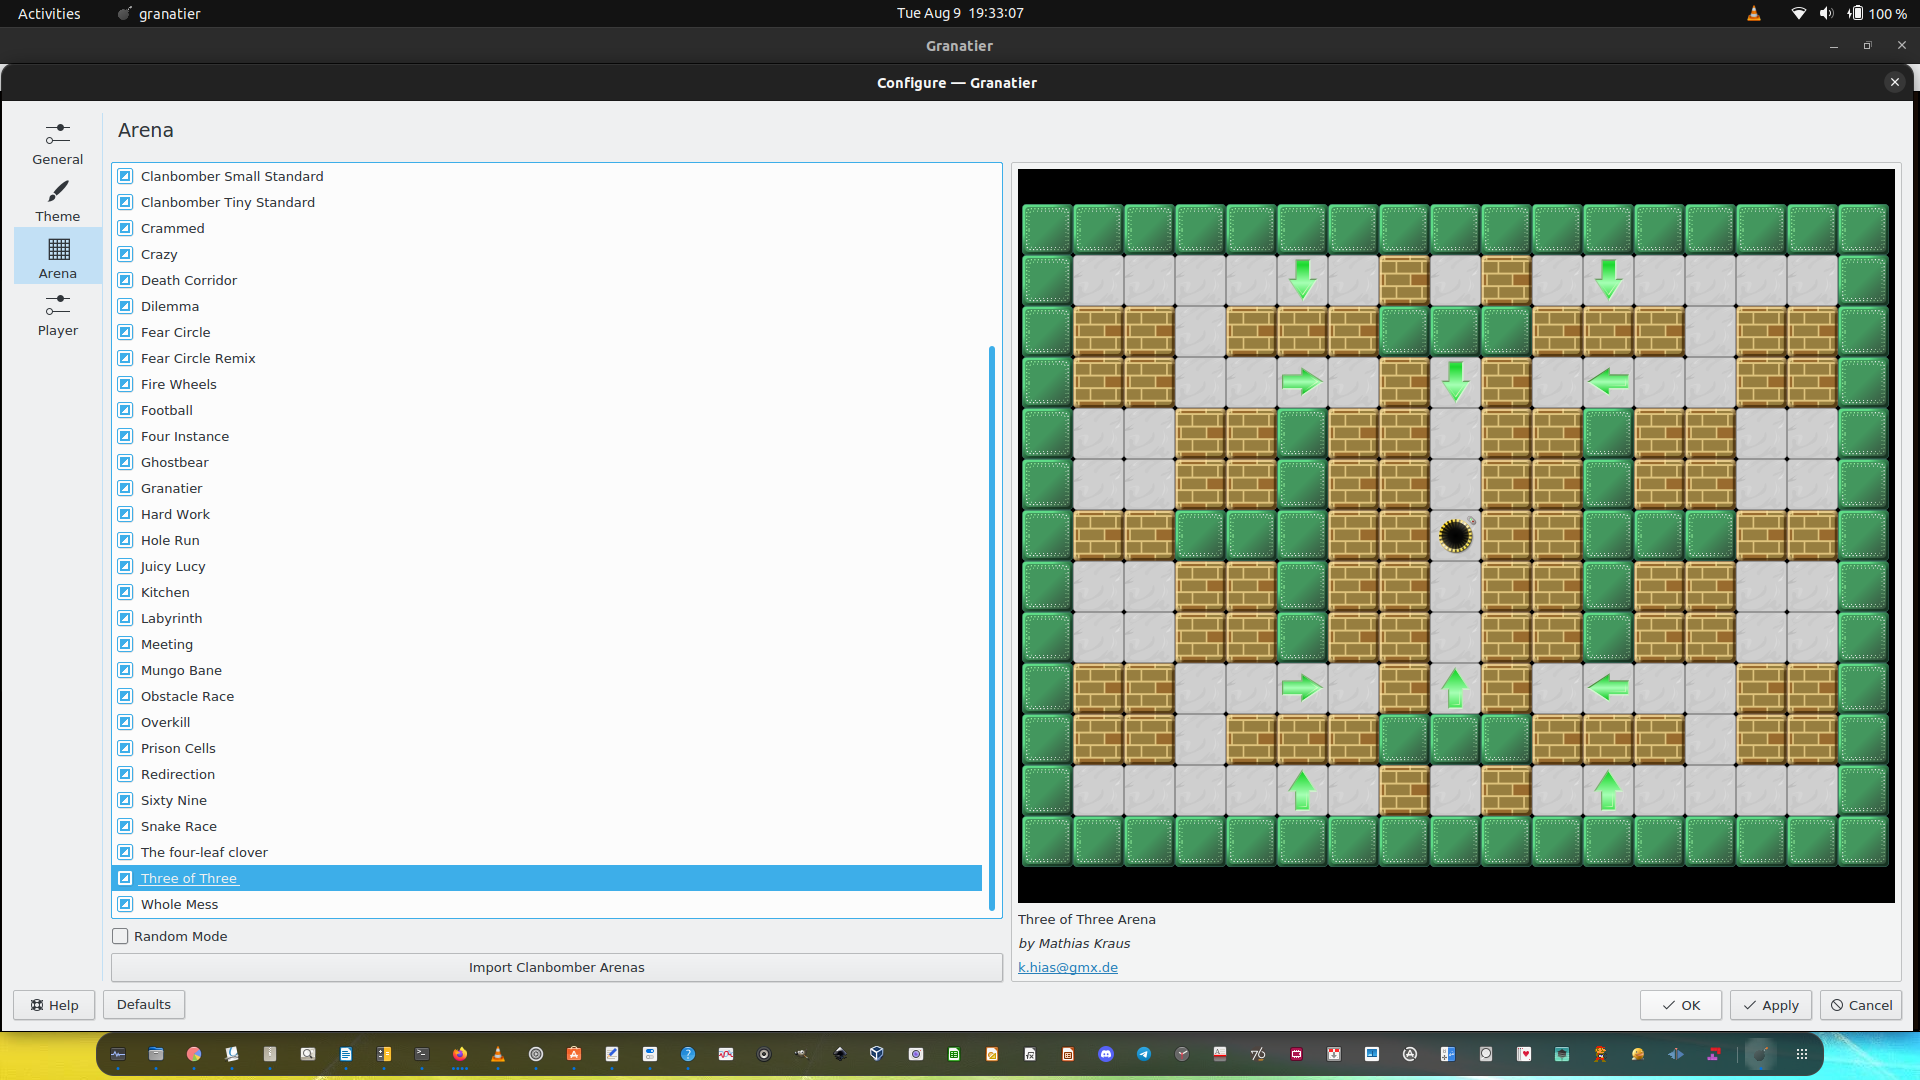 Activities
granatier
Tue Aug 9 19:33:07
100 %
Granatier
Configure — Granatier
General
Theme
Arena
Player
Arena
Clanbomber Small Standard
Clanbomber Tiny Standard
Crammed
Crazy
Death Corridor
Dilemma
Fear Circle
Fear Circle Remix
Fire Wheels
Football
Four Instance
Ghostbear
Granatier
Hard Work
Hole Run
Juicy Lucy
Kitchen
Labyrinth
Meeting
Mungo Bane
Obstacle Race
Overkill
Prison Cells
Redirection
Sixty Nine
Snake Race
The four-leaf clover
Three of Three
Whole Mess
Random Mode
Import Clanbomber Arenas
Three of Three Arena
by Mathias Kraus
k.hias@gmx.de
Help
Defaults
OK
Apply
Cancel